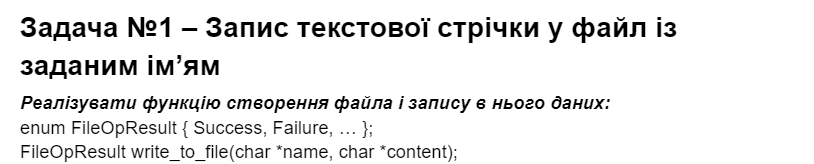 Задача №1 – Запис текстової стрічки у файл із
заданим ім’ям
Реалізувати функцію створення файла і запису в нього даних:
enum FileOpResult { Success, Failure, … };
FileOpResult write_to_file(char *name, char *content);